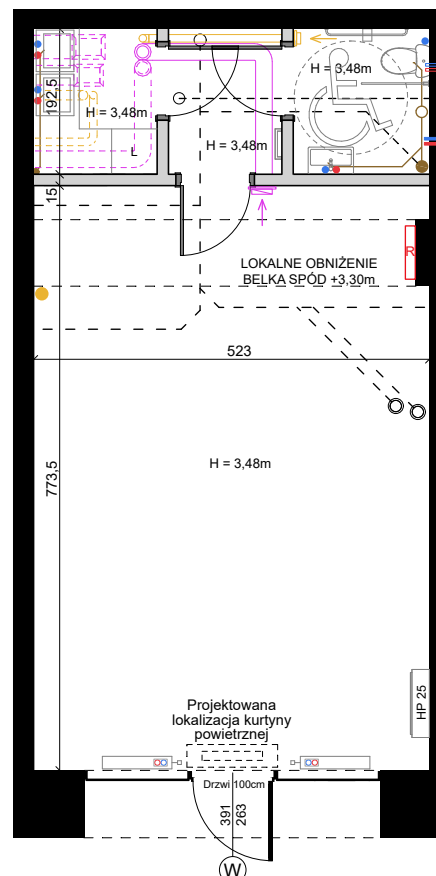 H = 3,48m
192,5
H = 3,48m
H = 3,48m
Ł
15
R
LOKALNE OBNIŻENIE
BELKA SPÓD +3,30m
523
H = 3,48m
773,5
HP 25
Projektowana
lokalizacja kurtyny
powietrznej
Drzwi 100cm
391
263
W